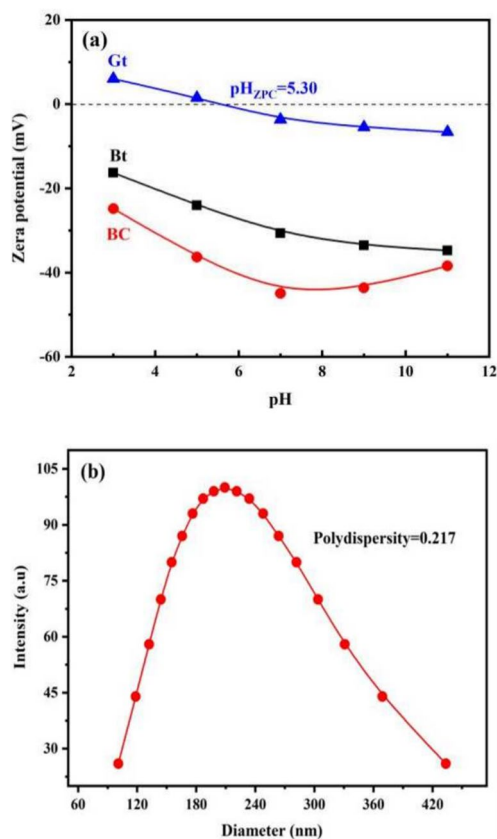 (a)
Gt
pH_ZPC=5.30
Bt
BC
Zera potential (mV)
20
0
-20
-40
-60
2 4 6 8 10 12
pH
(b)
Polydispersity=0.217
Intensity (a.u)
105
90
75
60
45
30
60 120 180 240 300 360 420
Diameter (nm)